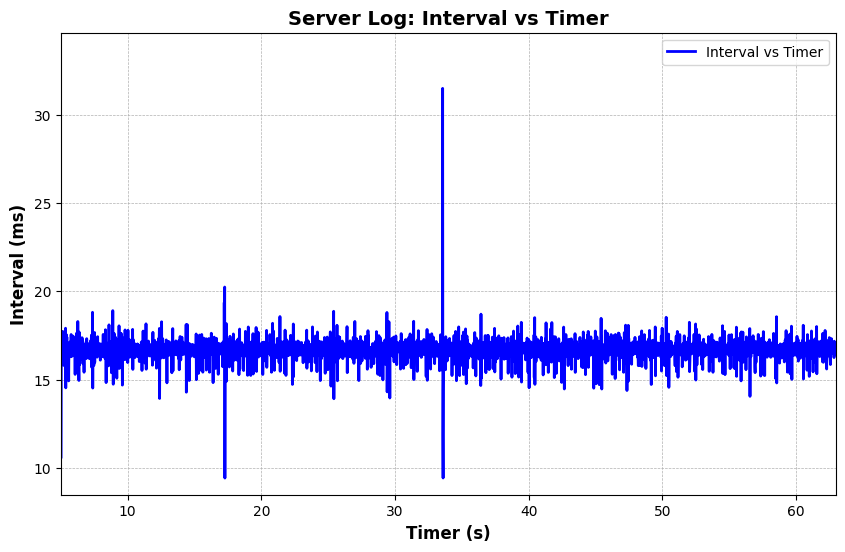 Server Log: Interval vs Timer
Interval vs Timer
Interval (ms)
30
25
20
15
10
10 20 30 40 50 60
Timer (s)